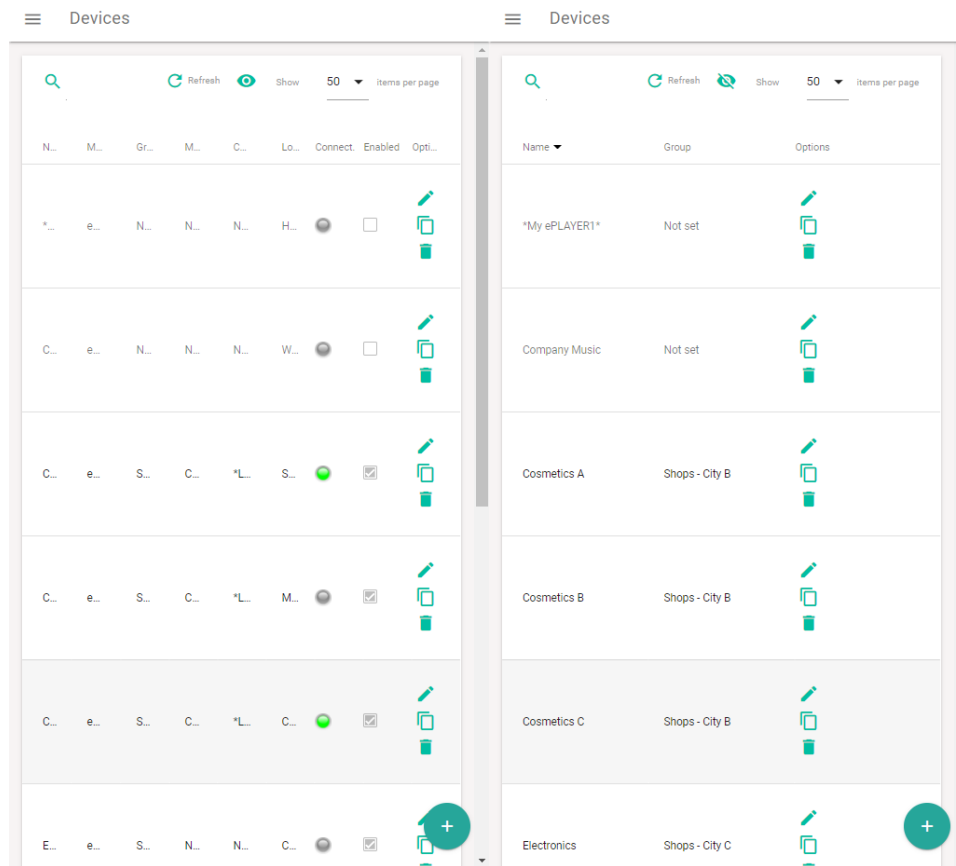 Devices
Refresh Show 50 items per page
N... M... Gr... M... C... Lo... Connect. Enabled Opti...
*... e... N... N... N... H...
C... e... N... N... N... W...
C... e... S... C... *L... S...
C... e... S... C... *L... M...
C... e... S... C... *L... C...
E... e... S... N... N... C...
+
Devices
Refresh Show 50 items per page
Name Group Options
*My ePLAYER1* Not set
Company Music Not set
Cosmetics A Shops - City B
Cosmetics B Shops - City B
Cosmetics C Shops - City B
Electronics Shops - City C
+